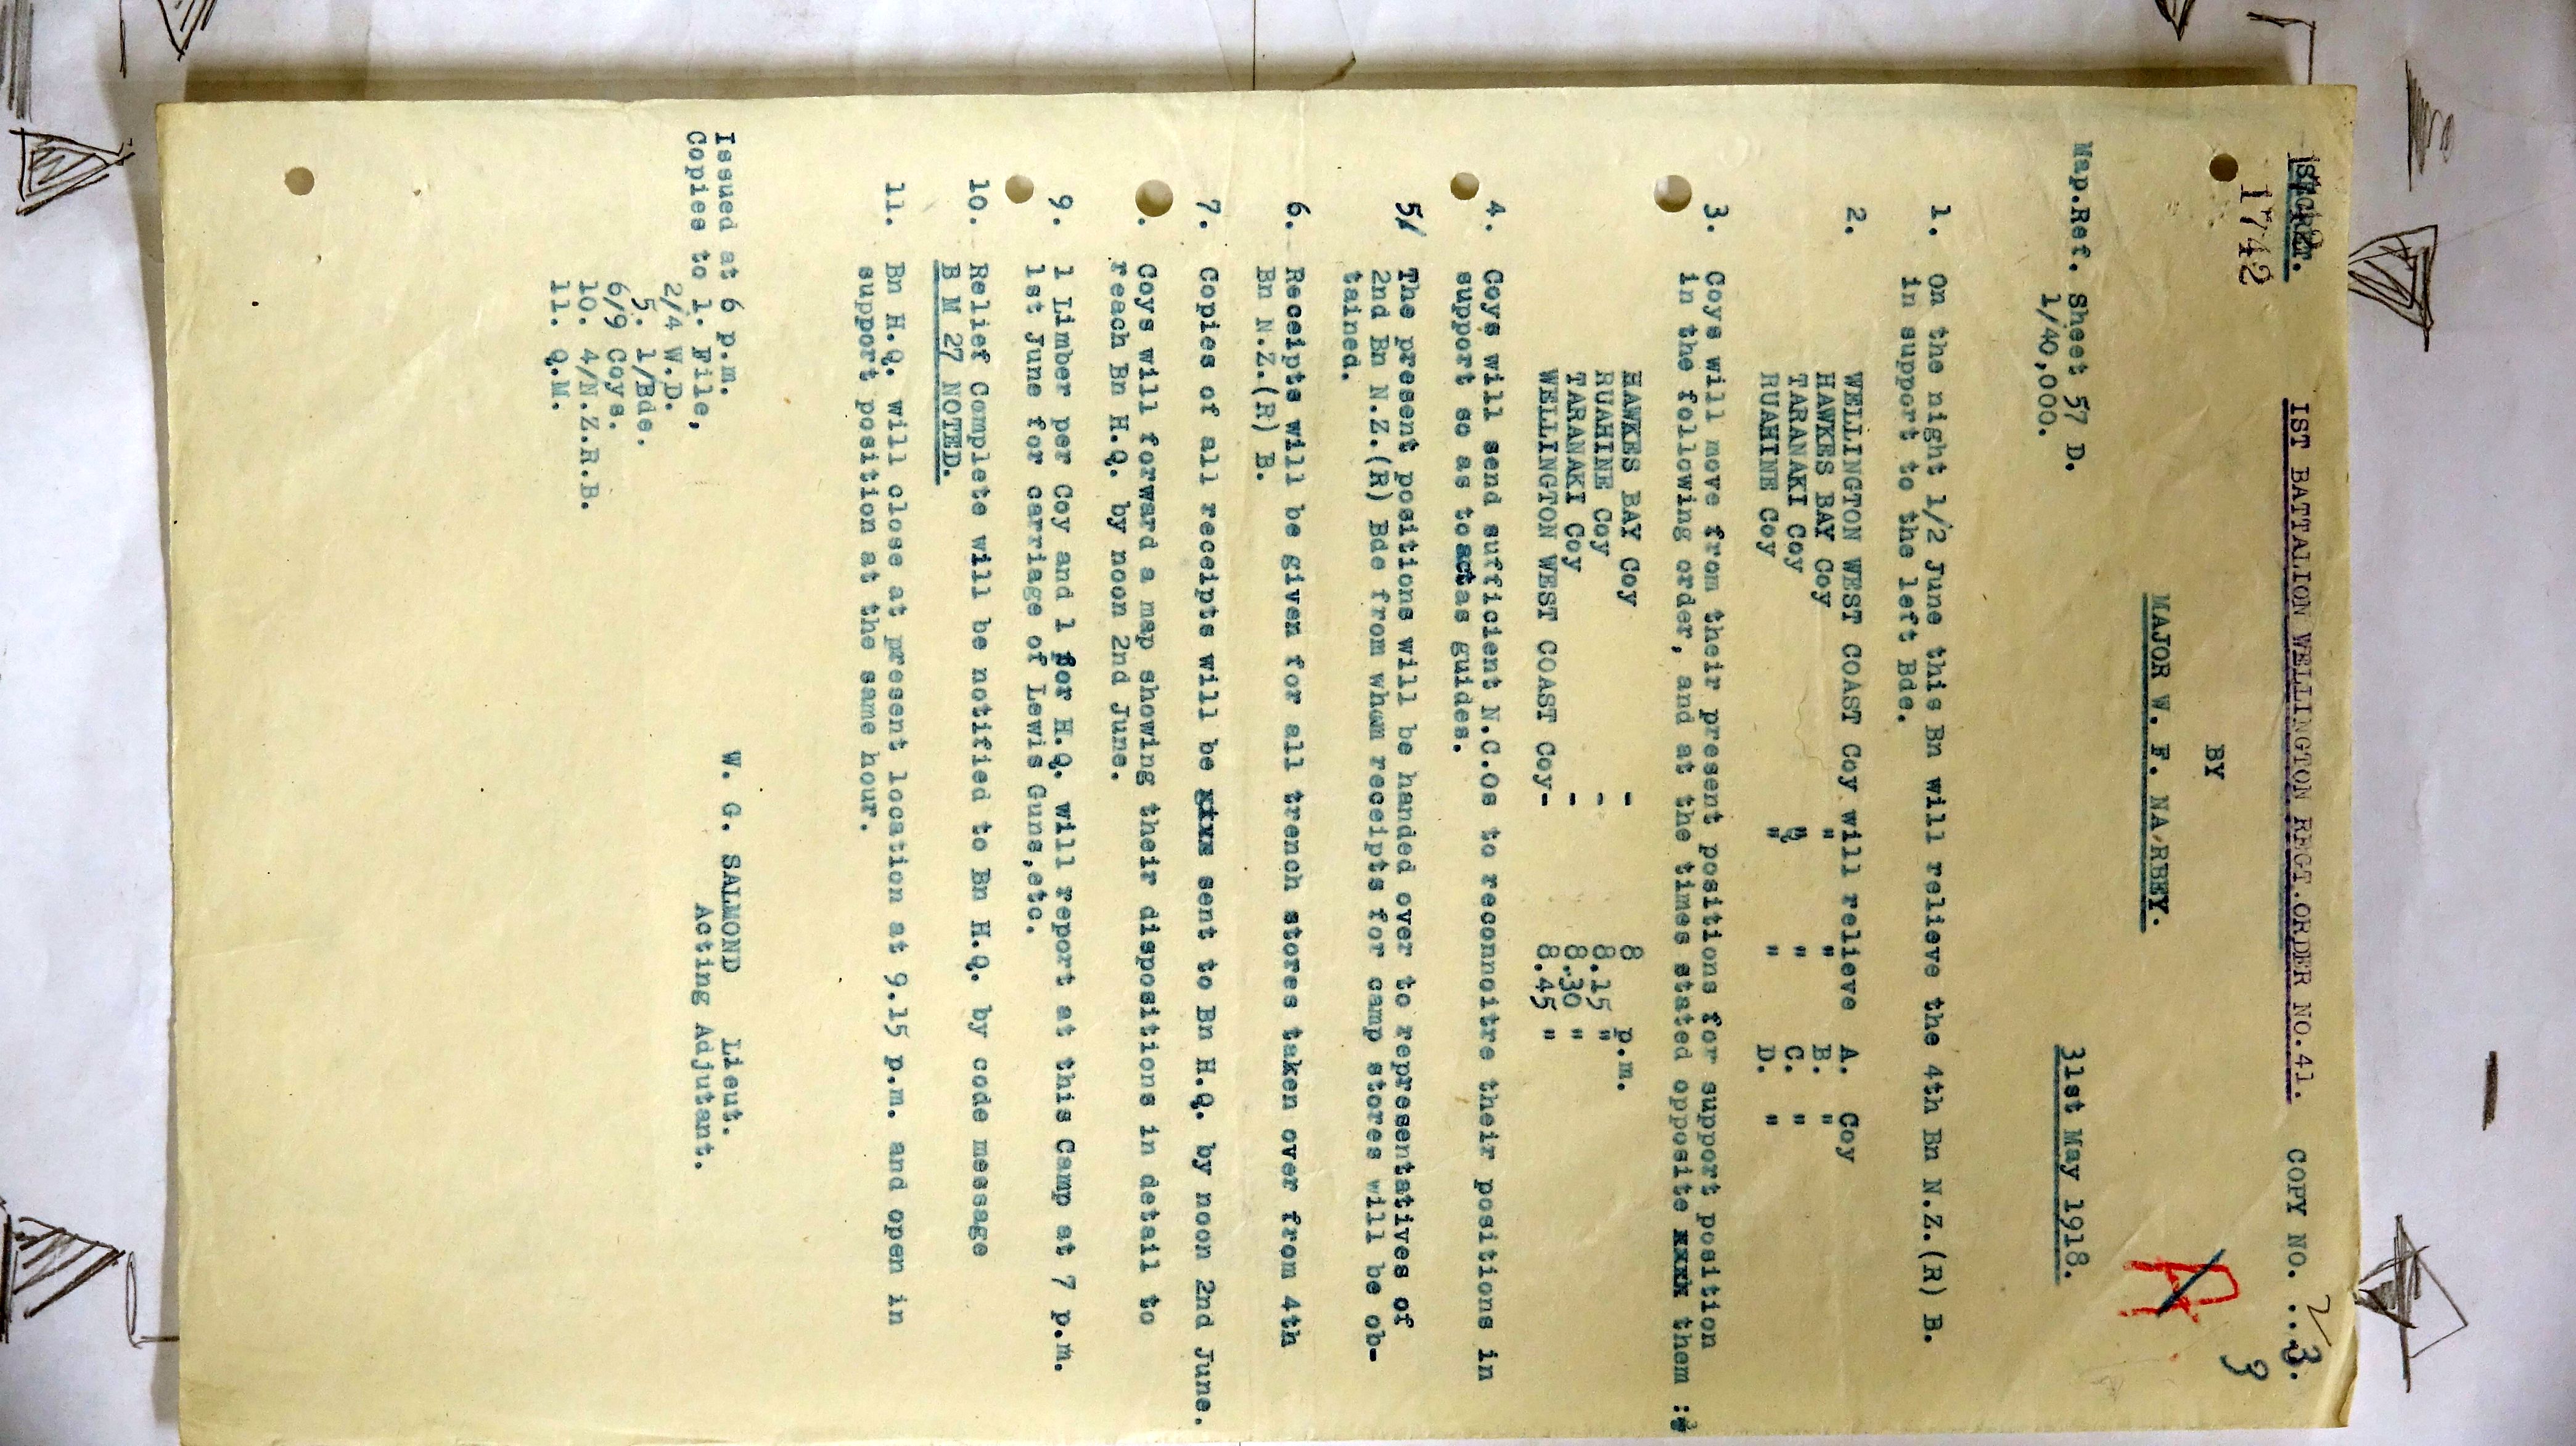 SECRET.
1742
1ST BATTALION WELLINGTON REGT.ORDER NO.41. COPY NO. ...3.
3
BY
MAJOR W. F. NARBEY.
A
Map.Ref. Sheet 57 D.
1/40,000.
31st May 1918.
1. On the night 1/2 June this Bn will relieve the 4th Bn N.Z.(R) B.
in support to the left Bde.
2. WELLINGTON WEST COAST Coy will relieve A. Coy
HAWKES BAY Coy " " B. "
TARANAKI Coy " " C. "
RUAHINE Coy " " D. "
3. Coys will move from their present positions for support position
in the following order, and at the times stated opposite them :
HAWKES BAY Coy - 8 p.m.
RUAHINE Coy - 8.15 "
TARANAKI Coy - 8.30 "
WELLINGTON WEST COAST Coy- 8.45 "
4. Coys will send sufficient N.C.Os to reconnoitre their positions in
support so as to act as guides.
5/ The present positions will be handed over to representatives of
2nd Bn N.Z.(R) Bde from whom receipts for camp stores will be ob-
tained.
6. Receipts will be given for all trench stores taken over from 4th
Bn N.Z.(R) B.
7. Copies of all receipts will be sent to Bn H.Q. by noon 2nd June.
. Coys will forward a map showing their dispositions in detail to
reach Bn H.Q. by noon 2nd June.
9. 1 Limber per Coy and 1 for H.Q. will report at this Camp at 7 p.m.
1st June for carriage of Lewis Guns,etc.
10. Relief Complete will be notified to Bn H.Q. by code message
B M 27 NOTED.
11. Bn H.Q. will close at present location at 9.15 p.m. and open in
support position at the same hour.
W. G. SALMOND Lieut.
Acting Adjutant.
Issued at 6 p.m.
Copies to 1. File,
2/4 W.D.
5. 1/Bde.
6/9 Coys.
10. 4/N.Z.R.B.
11. Q.M.